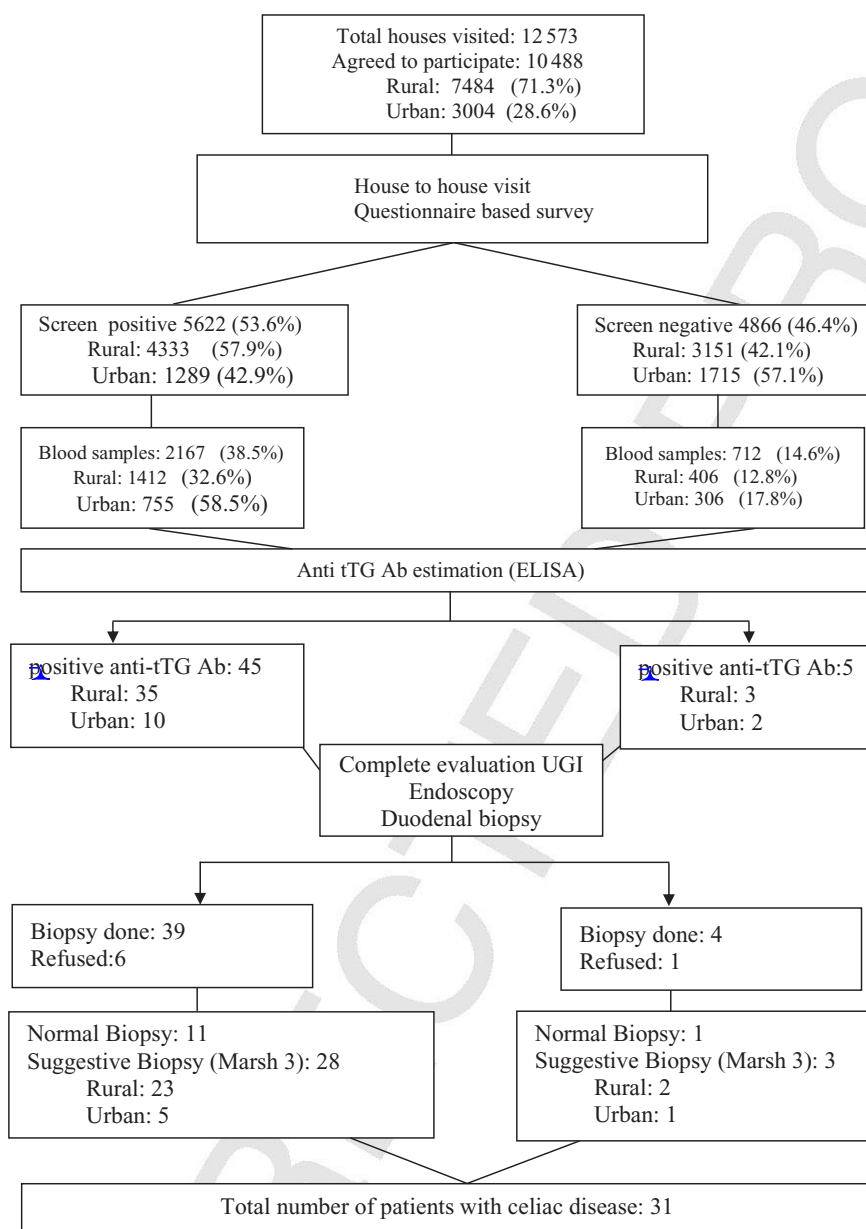 Total houses visited: 12 573
Agreed to participate: 10 488
Rural: 7484 (71.3%)
Urban: 3004 (28.6%)
House to house visit
Questionnaire based survey
Screen positive 5622 (53.6%)
Rural: 4333 (57.9%)
Urban: 1289 (42.9%)
Screen negative 4866 (46.4%)
Rural: 3151 (42.1%)
Urban: 1715 (57.1%)
Blood samples: 2167 (38.5%)
Rural: 1412 (32.6%)
Urban: 755 (58.5%)
Blood samples: 712 (14.6%)
Rural: 406 (12.8%)
Urban: 306 (17.8%)
Anti tTG Ab estimation (ELISA)
positive anti-tTG Ab: 45
Rural: 35
Urban: 10
positive anti-tTG Ab:5
Rural: 3
Urban: 2
Complete evaluation UGI
Endoscopy
Duodenal biopsy
Biopsy done: 39
Refused:6
Biopsy done: 4
Refused: 1
Normal Biopsy: 11
Suggestive Biopsy (Marsh 3): 28
Rural: 23
Urban: 5
Normal Biopsy: 1
Suggestive Biopsy (Marsh 3): 3
Rural: 2
Urban: 1
Total number of patients with celiac disease: 31